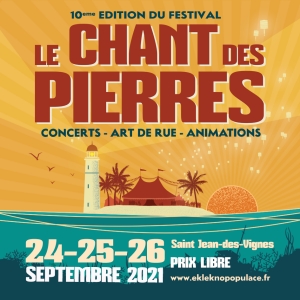 10ème EDITION DU FESTIVAL
LE CHANT DES
PIERRES
CONCERTS - ART DE RUE - ANIMATIONS
24-25-26
SEPTEMBRE 2021
Saint Jean-des-Vignes
PRIX LIBRE
www.ekleknopopulace.fr